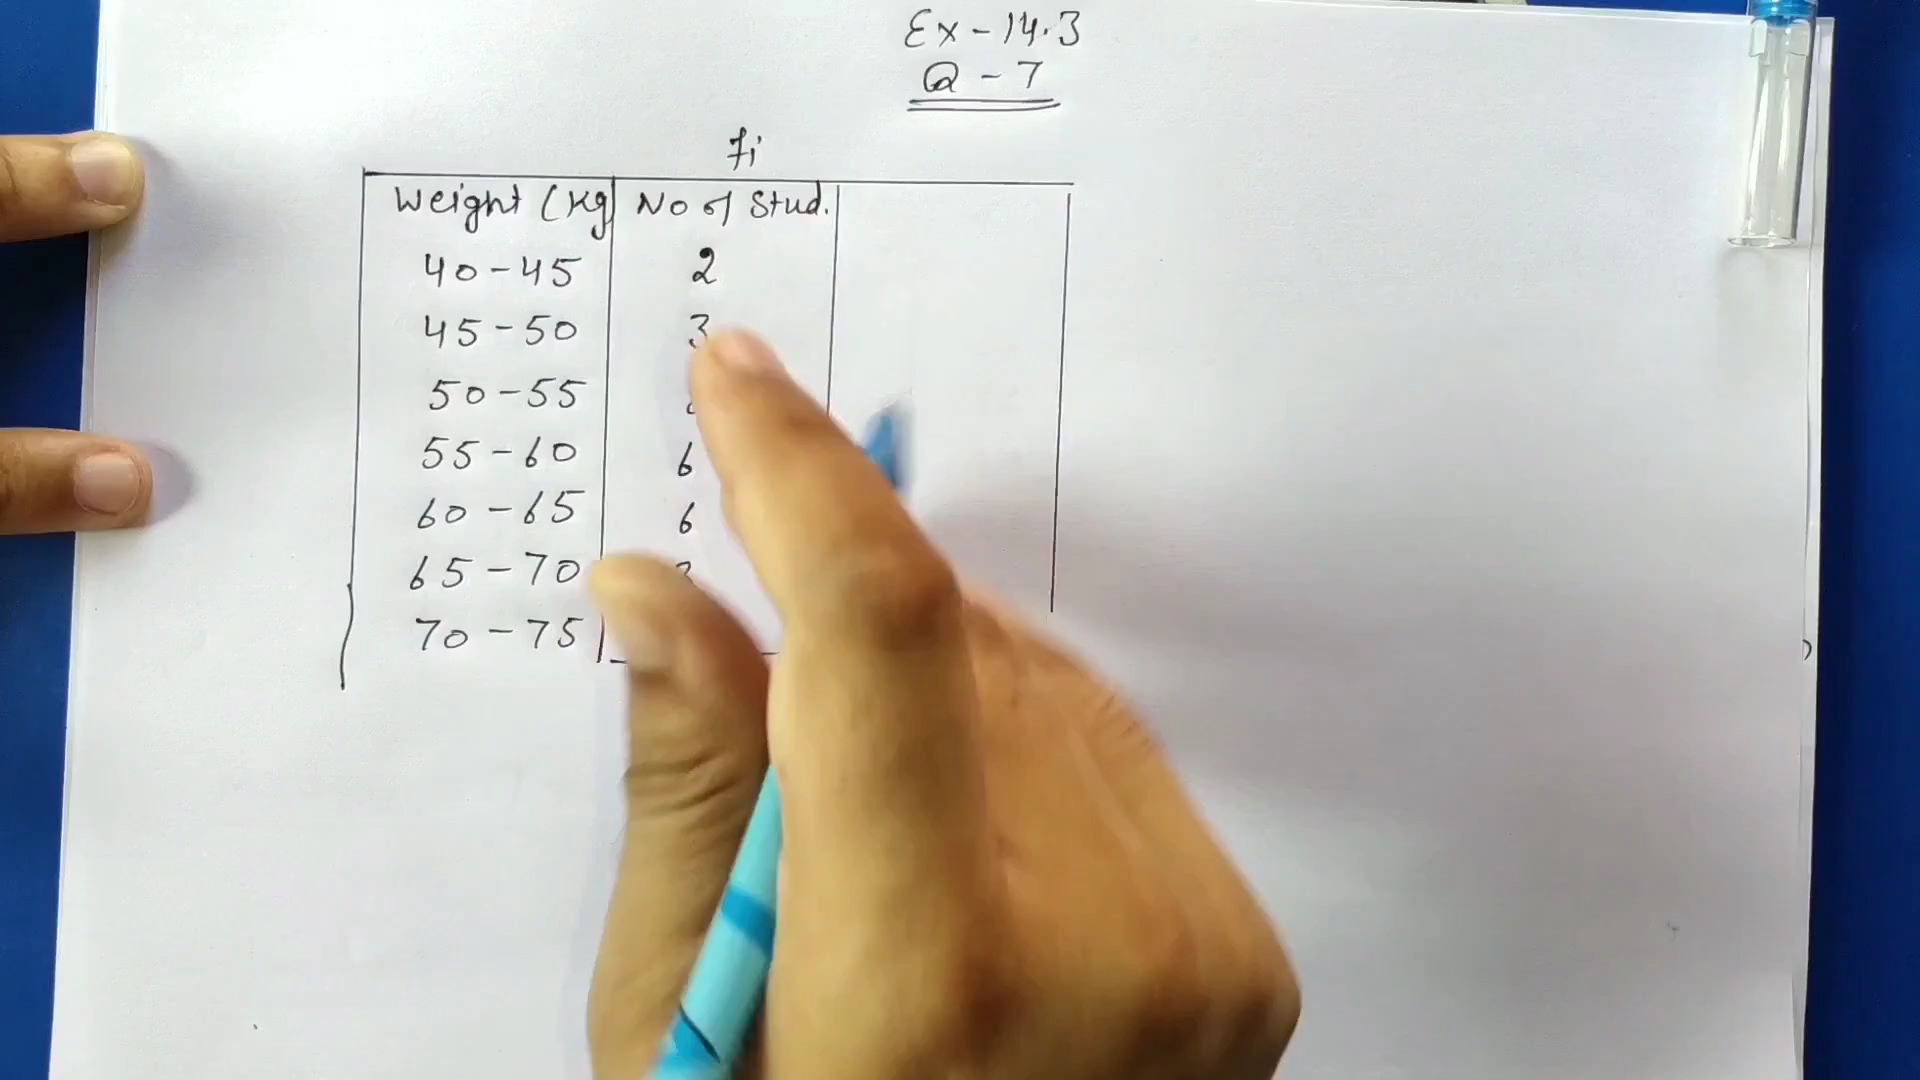 Ex - 14.3
Q - 7
fi
Weight (Kg) No of Stud.
40 - 45 2
45 - 50 3
50 - 55
55 - 60 6
60 - 65 6
65 - 70
70 - 75